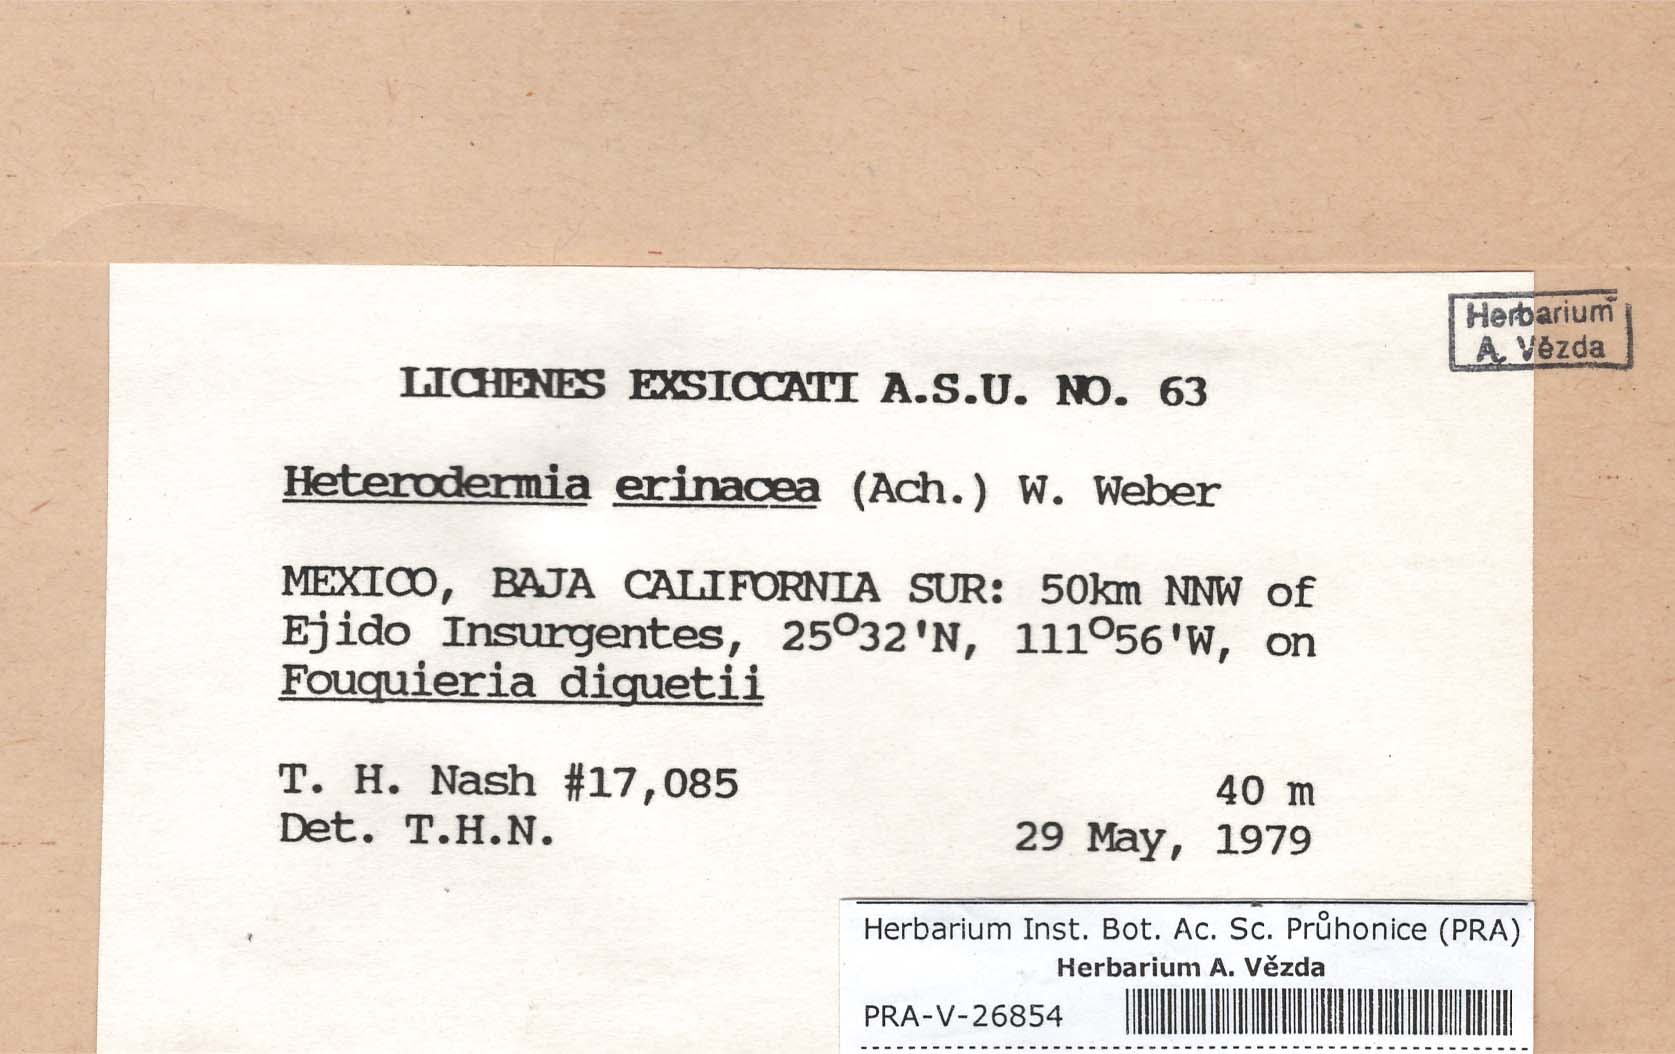 Herbarium
A. Vězda
LICHENES EXSICCATI A.S.U. NO. 63
Heterodermia erinacea (Ach.) W. Weber
MEXICO, BAJA CALIFORNIA SUR: 50km NNW of
Ejido Insurgentes, 25°32'N, 111°56'W, on
Fouquieria diguetii
T. H. Nash #17,085 40 m
Det. T.H.N. 29 May, 1979
Herbarium Inst. Bot. Ac. Sc. Průhonice (PRA)
Herbarium A. Vězda
PRA-V-26854